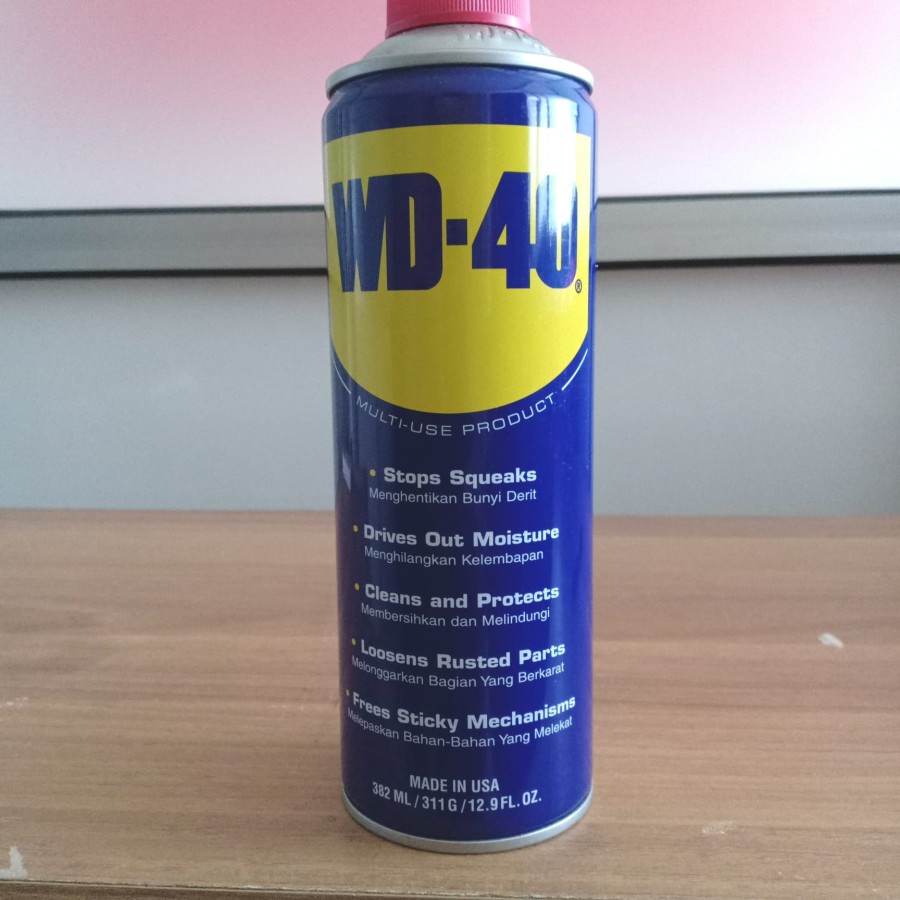 WD-40®
MULTI-USE PRODUCT
• Stops Squeaks
Menghentikan Bunyi Derit
• Drives Out Moisture
Menghilangkan Kelembapan
• Cleans and Protects
Membersihkan dan Melindungi
• Loosens Rusted Parts
Melonggarkan Bagian Yang Berkarat
• Frees Sticky Mechanisms
Melepaskan Bahan-Bahan Yang Melekat
MADE IN USA
382 ML / 311 G / 12.9 FL. OZ.